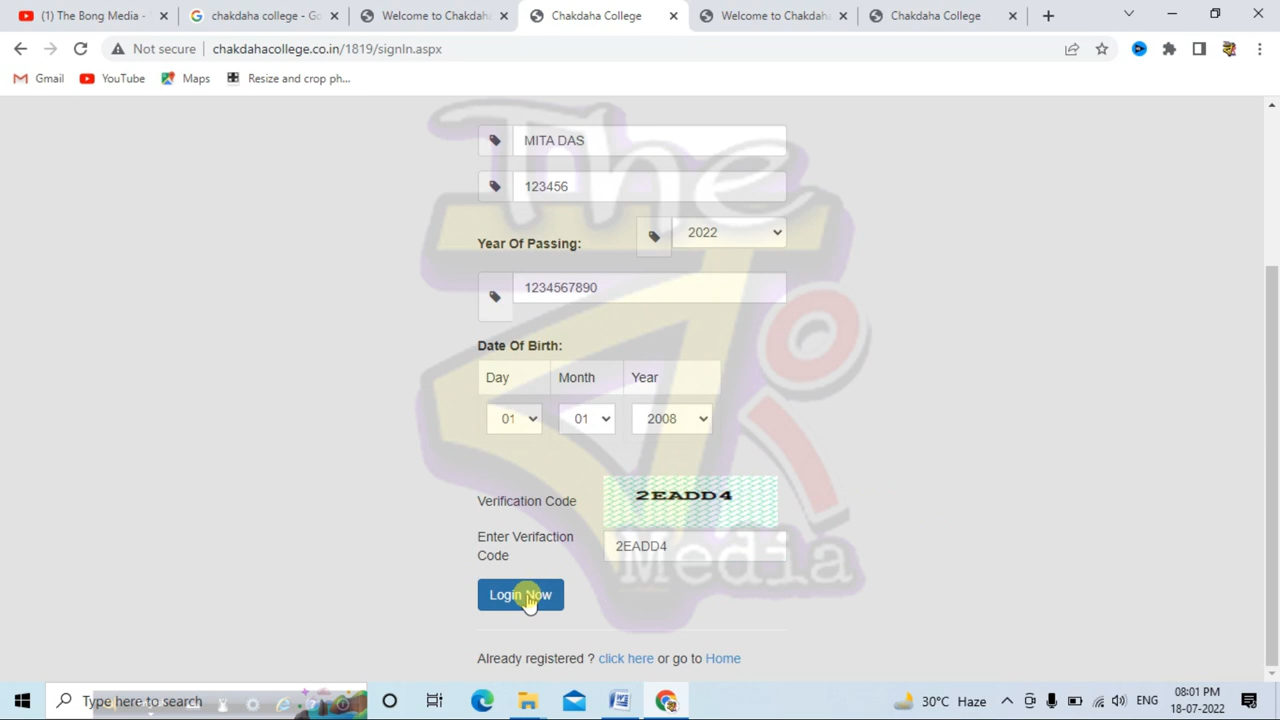 (1) The Bong Media -
chakdaha college - Go
Welcome to Chakdaha
Chakdaha College
Welcome to Chakdaha
Chakdaha College
Not secure
chakdahacollege.co.in/1819/signIn.aspx
Gmail
YouTube
Maps
Resize and crop ph...
The
Media
MITA DAS
123456
Year Of Passing:
2022
1234567890
Date Of Birth:
Day Month Year
01 01 2008
Verification Code
2EADD4
Enter Verifaction
Code
2EADD4
Login Now
Already registered ? click here or go to Home
Type here to search
30°C Haze
ENG
08:01 PM
18-07-2022